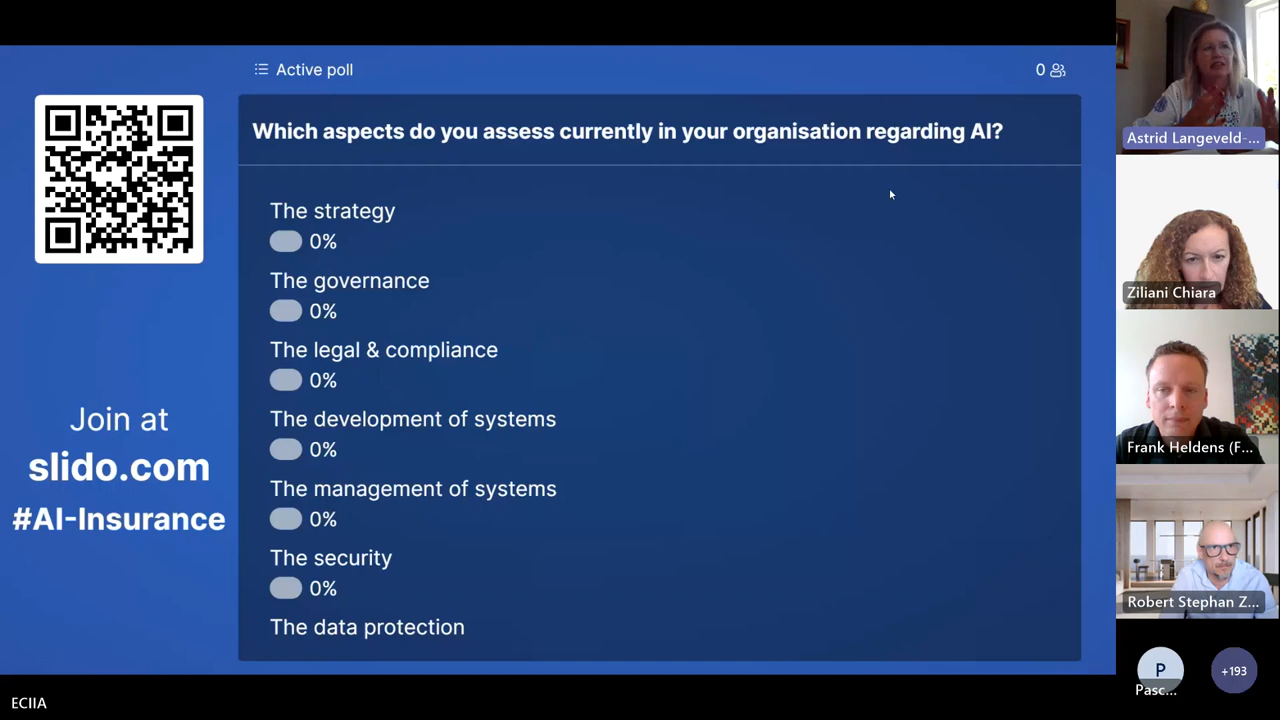 Active poll
0
Which aspects do you assess currently in your organisation regarding AI?
The strategy
0%
The governance
0%
The legal & compliance
0%
The development of systems
0%
The management of systems
0%
The security
0%
The data protection
Join at
slido.com
#AI-Insurance
Astrid Langeveld-...
Ziliani Chiara
Frank Heldens (F...
Robert Stephan Z...
P
Pasc...
+193
ECIIA